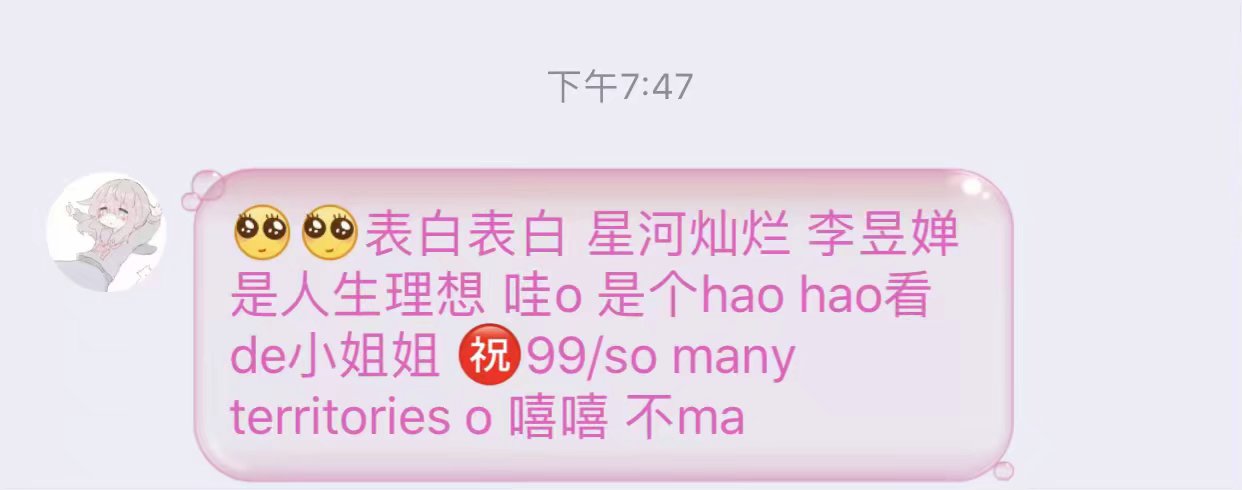 下午7:47
🥺🥺表白表白 星河灿烂 李昱婵
是人生理想 哇o 是个hao hao看
de小姐姐 ㊗️99/so many
territories o 嘻嘻 不ma